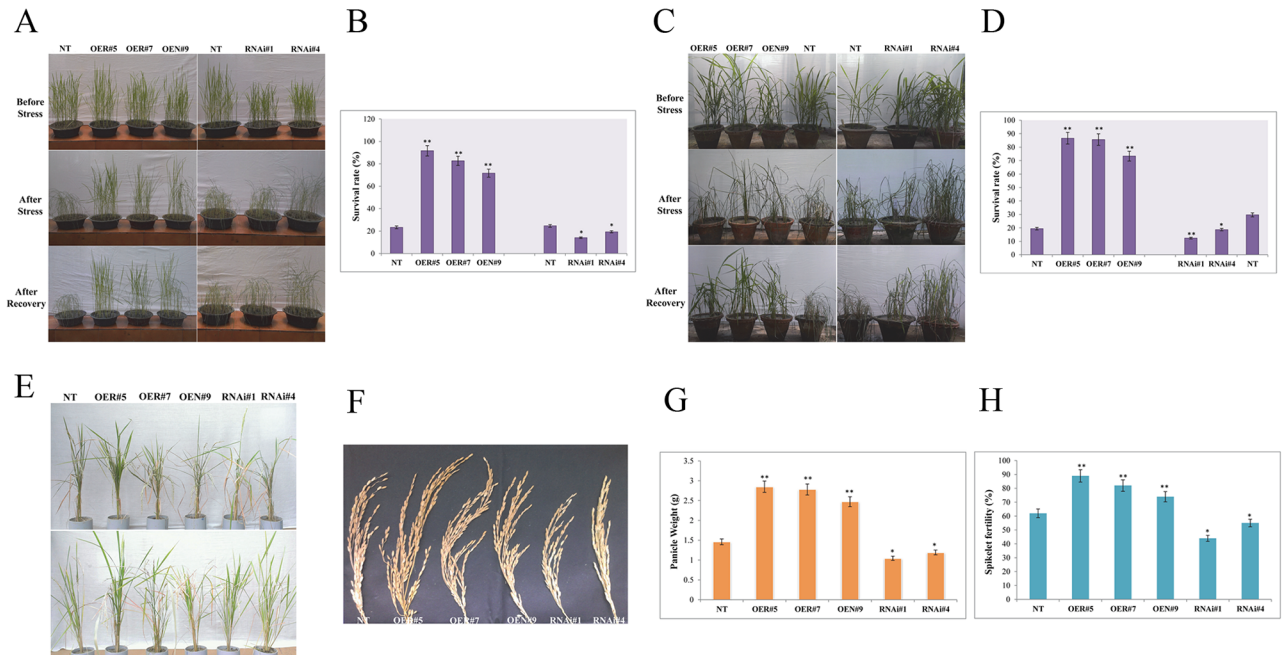 A
NT OER#5 OER#7 OEN#9 NT RNAi#1 RNAi#4
Before
Stress
After
Stress
After
Recovery
B
Survival rate (%)
120
100
80
60
40
20
0
** ** ** * *
NT OER#5 OER#7 OEN#9 NT RNAi#1 RNAi#4
C
OER#5 OER#7 OEN#9 NT NT RNAi#1 RNAi#4
Before
Stress
After
Stress
After
Recovery
D
Survival rate (%)
100
90
80
70
60
50
40
30
20
10
0
** ** ** ** *
NT OER#5 OER#7 OEN#9 RNAi#1 RNAi#4 NT
E
NT OER#5 OER#7 OEN#9 RNAi#1 RNAi#4
F
NT OER#5 OER#7 OEN#9 RNAi#1 RNAi#4
G
Panicle Weight (g)
3.5
3
2.5
2
1.5
1
0.5
0
** ** ** * *
NT OER#5 OER#7 OEN#9 RNAi#1 RNAi#4
H
Spikelet fertility (%)
100
90
80
70
60
50
40
30
20
10
0
** ** ** * *
NT OER#5 OER#7 OEN#9 RNAi#1 RNAi#4